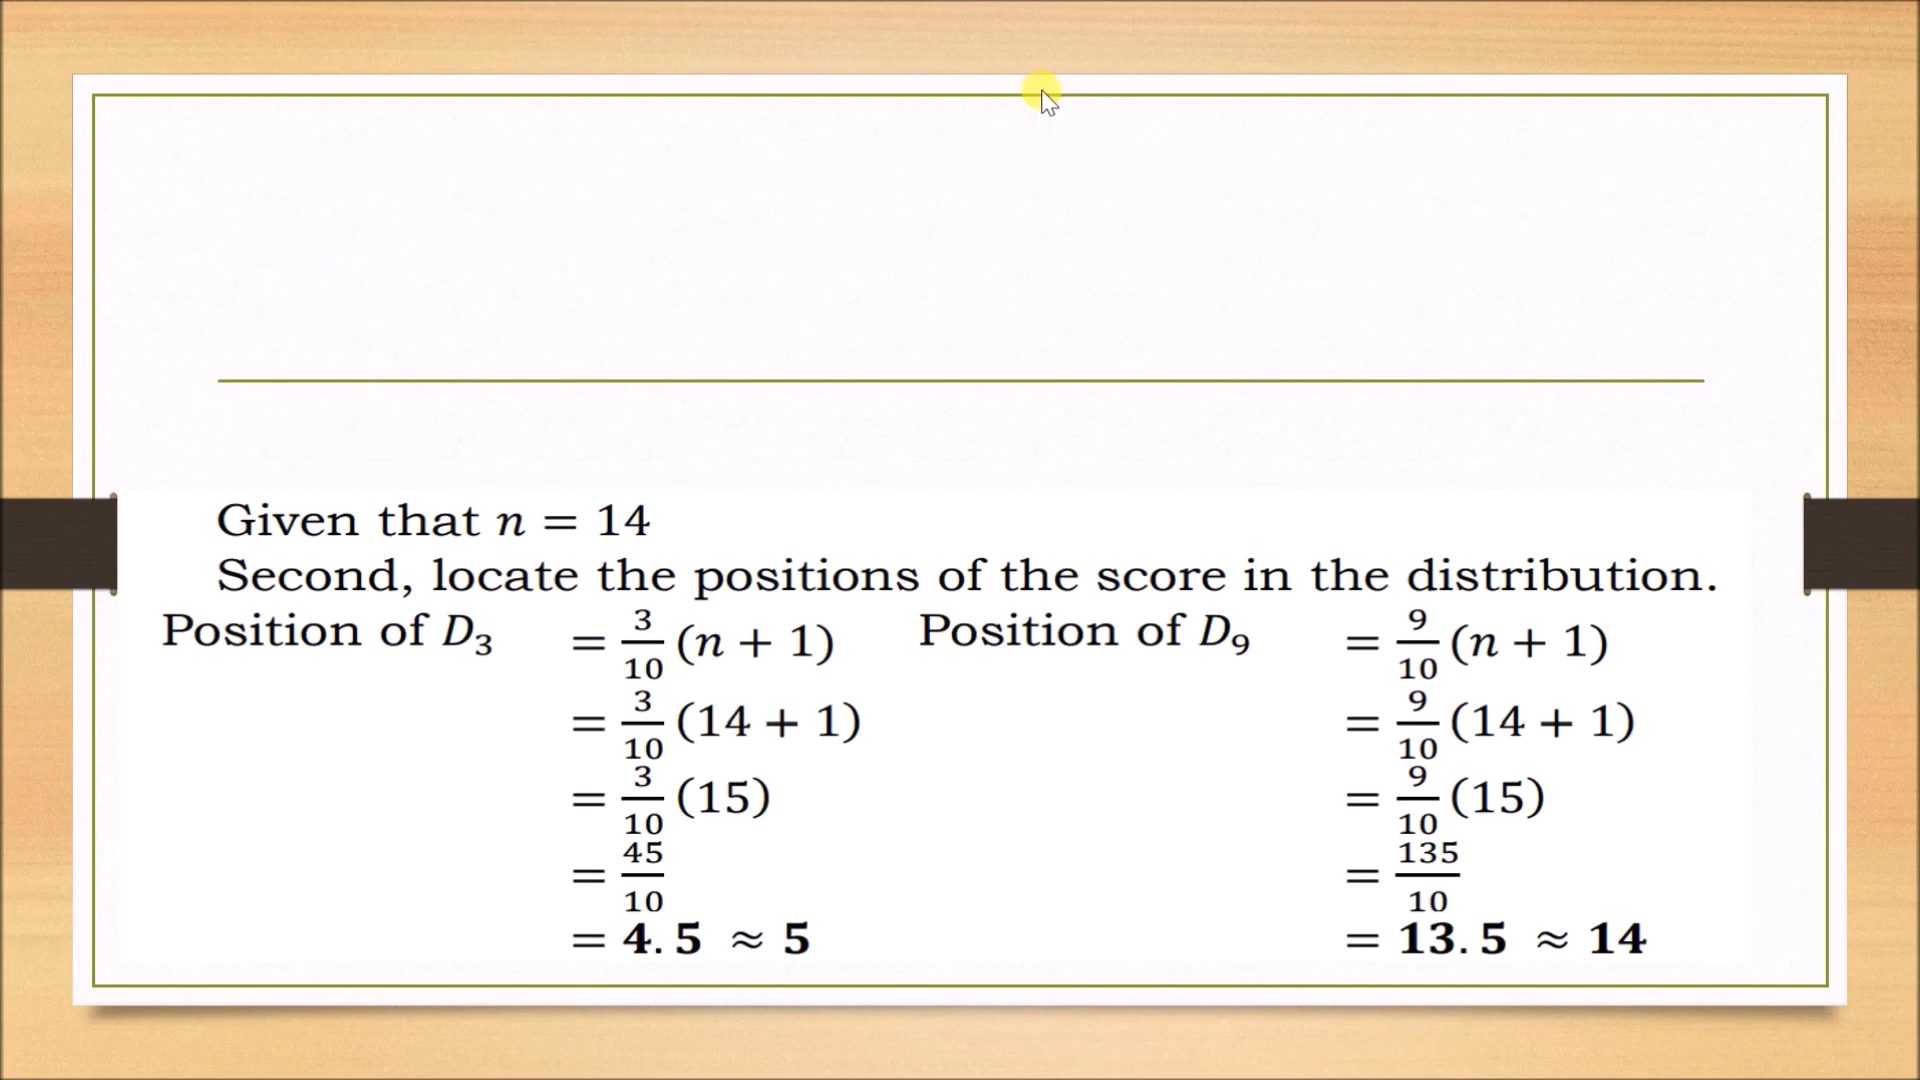 Given that n = 14
Second, locate the positions of the score in the distribution.
Position of D₃ = 3/10 (n + 1) Position of D₉ = 9/10 (n + 1)
= 3/10 (14 + 1) = 9/10 (14 + 1)
= 3/10 (15) = 9/10 (15)
= 45/10 = 135/10
= 4. 5 ≈ 5 = 13. 5 ≈ 14